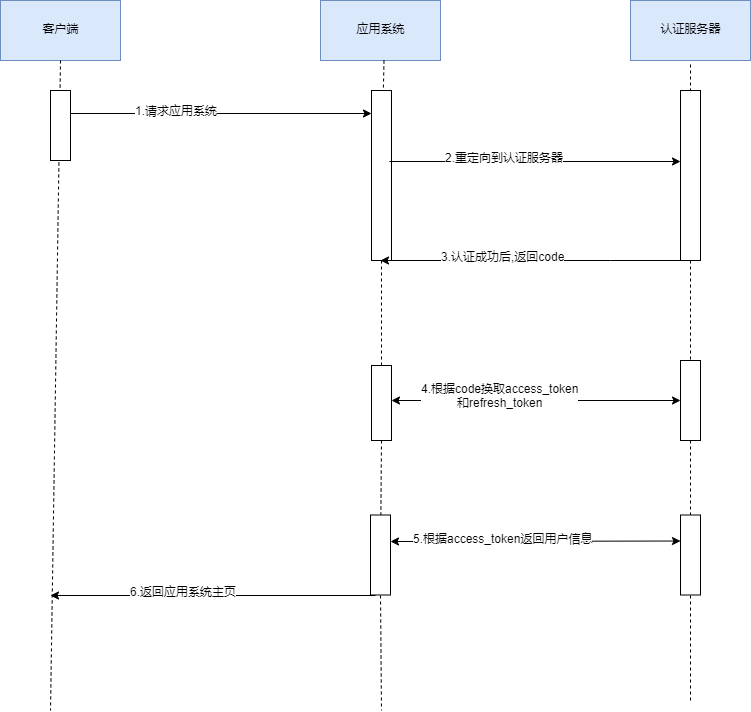 客户端
应用系统
认证服务器
1.请求应用系统
2.重定向到认证服务器
3.认证成功后,返回code
4.根据code换取access_token
和refresh_token
5.根据access_token返回用户信息
6.返回应用系统主页